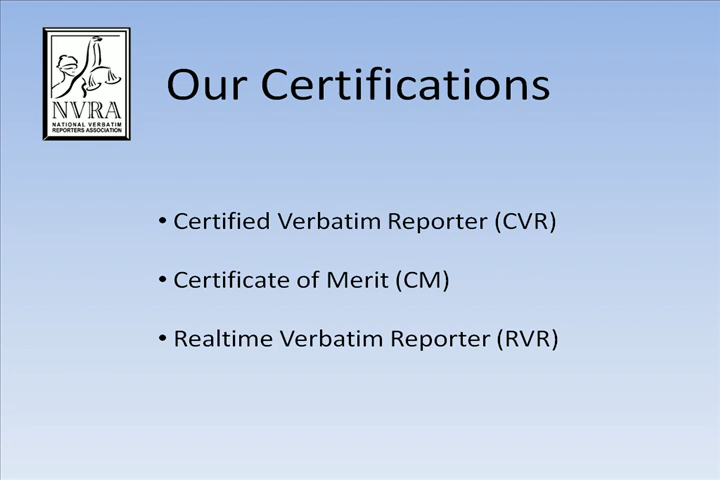 NVRA
NATIONAL VERBATIM
REPORTERS ASSOCIATION
Our Certifications
• Certified Verbatim Reporter (CVR)
• Certificate of Merit (CM)
• Realtime Verbatim Reporter (RVR)